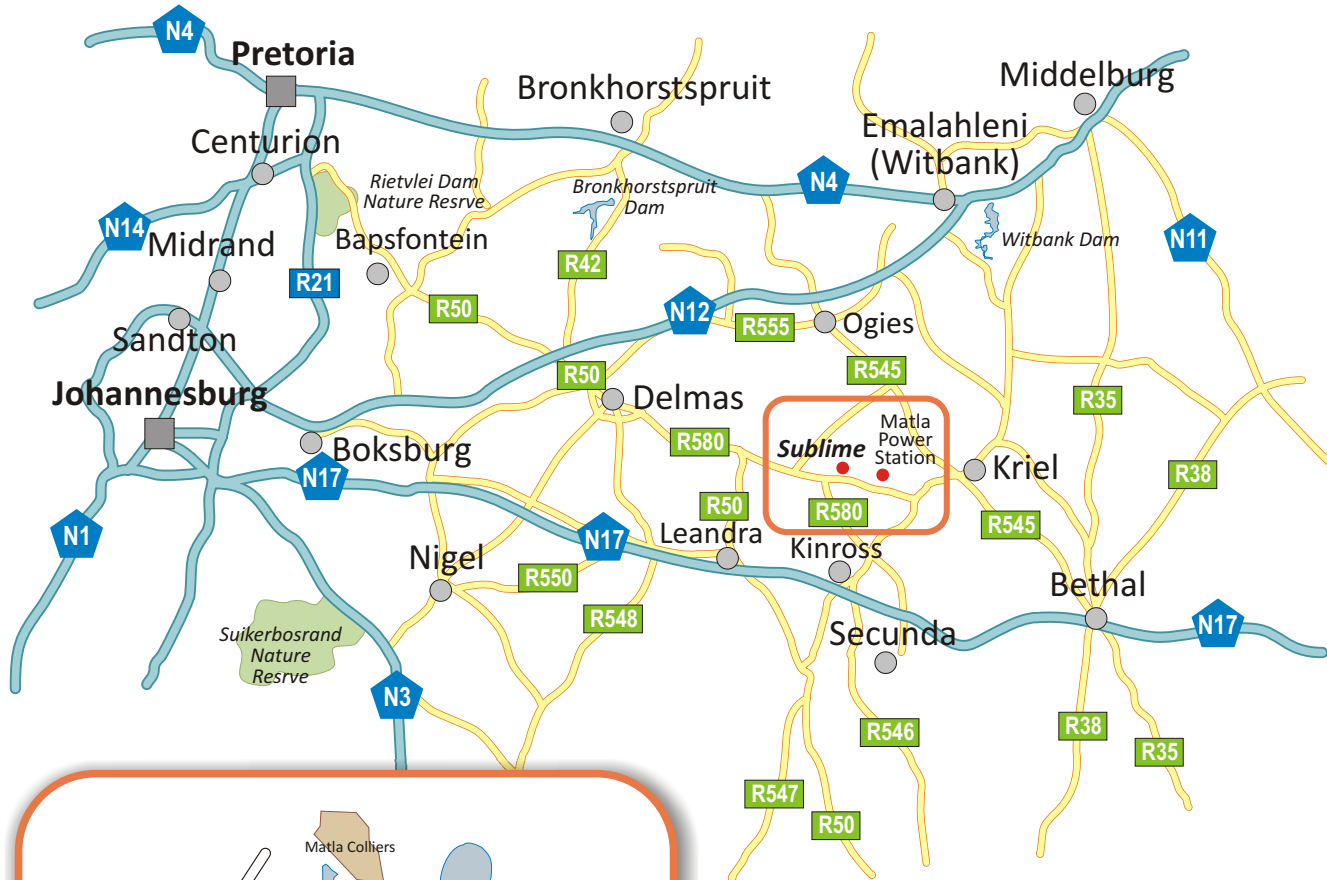 N4
Pretoria
Bronkhorstspruit
Middelburg
Centurion
Emalahleni
(Witbank)
Rietvlei Dam
Nature Resrve
Bronkhorstspruit
Dam
N4
N14
Midrand
Bapsfontein
Witbank Dam
N11
R21
R42
R50
N12
R555
Ogies
Sandton
R545
Johannesburg
R50
Delmas
R35
Boksburg
R580
Sublime
Matla
Power
Station
Kriel
R38
N17
R50
R580
R545
N1
N17
Leandra
Kinross
Nigel
R550
Bethal
R548
Secunda
N17
Suikerbosrand
Nature
Resrve
N3
R546
R38
R35
R547
R50
Matla Colliers